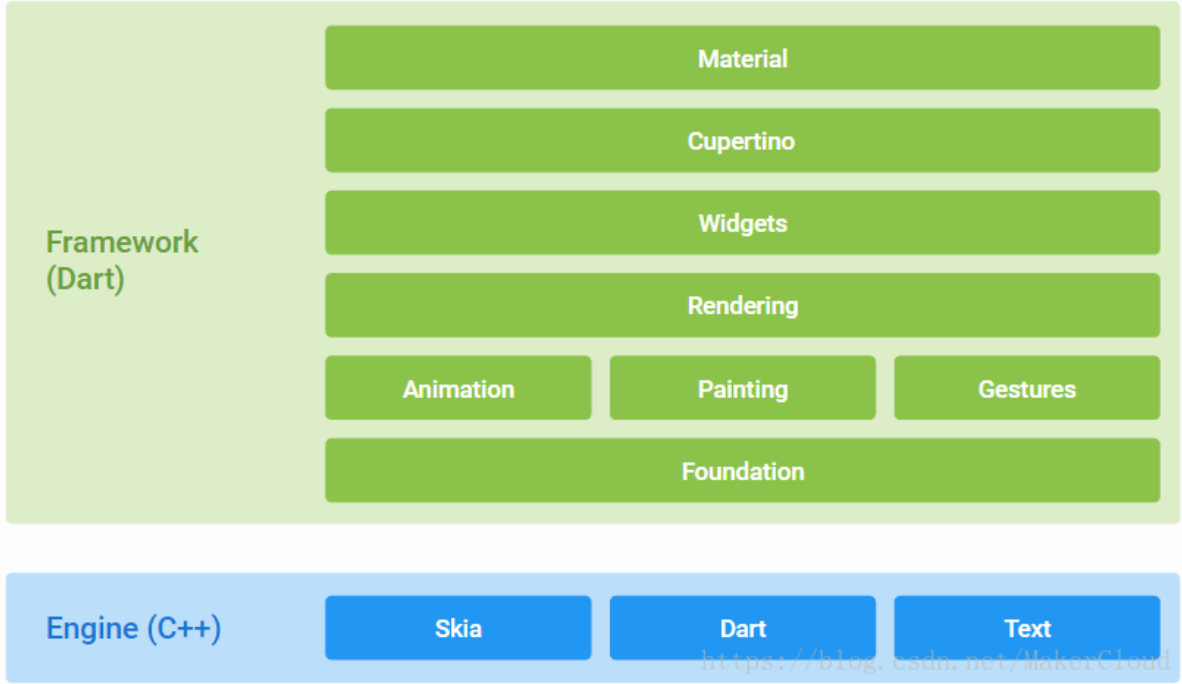 Material
Cupertino
Widgets
Framework
(Dart)
Rendering
Animation Painting Gestures
Foundation
Engine (C++) Skia Dart Text
https://blog.csdn.net/MakerCloud